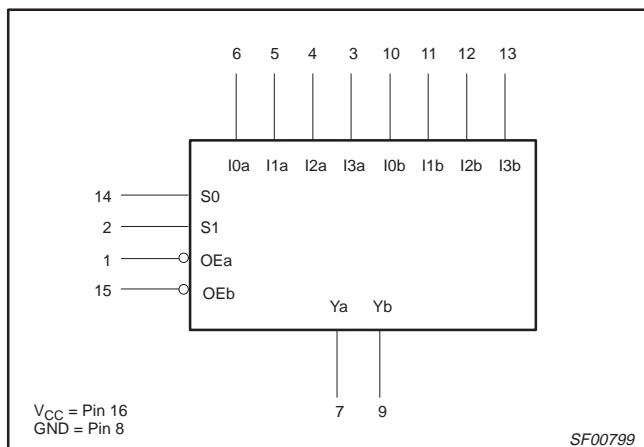 6 5 4 3 10 11 12 13
I0a I1a I2a I3a I0b I1b I2b I3b
14 S0
2 S1
1 OEa
15 OEb
Ya Yb
7 9
VCC = Pin 16
GND = Pin 8
SF00799